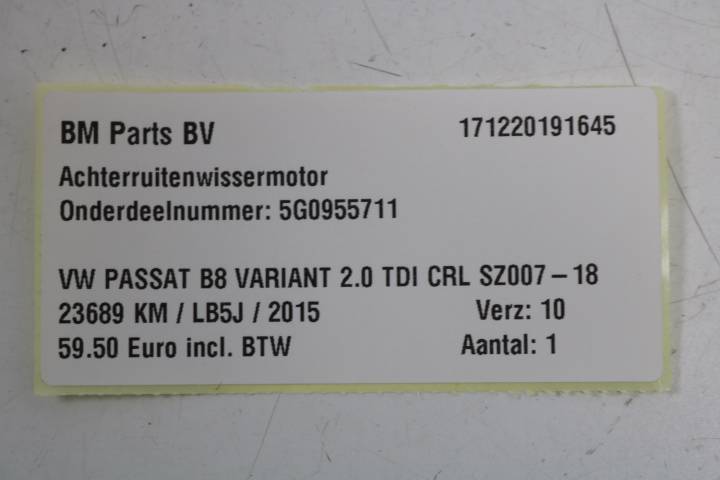 BM Parts BV 171220191645
Achterruitenwissermotor
Onderdeelnummer: 5G0955711
VW PASSAT B8 VARIANT 2.0 TDI CRL SZ007-18
23689 KM / LB5J / 2015 Verz: 10
59.50 Euro incl. BTW Aantal: 1